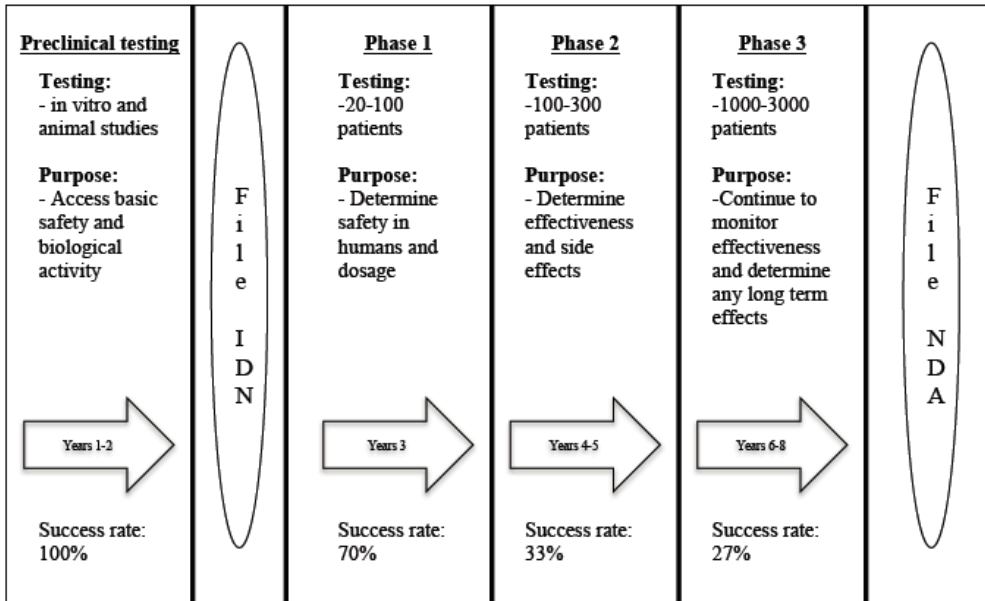 Preclinical testing
Testing:
- in vitro and
animal studies
Purpose:
- Access basic
safety and
biological
activity
Years 1-2
Success rate:
100%
File IDN
Phase 1
Testing:
-20-100
patients
Purpose:
- Determine
safety in
humans and
dosage
Years 3
Success rate:
70%
Phase 2
Testing:
-100-300
patients
Purpose:
- Determine
effectiveness
and side
effects
Years 4-5
Success rate:
33%
Phase 3
Testing:
-1000-3000
patients
Purpose:
-Continue to
monitor
effectiveness
and determine
any long term
effects
Years 6-8
Success rate:
27%
File NDA